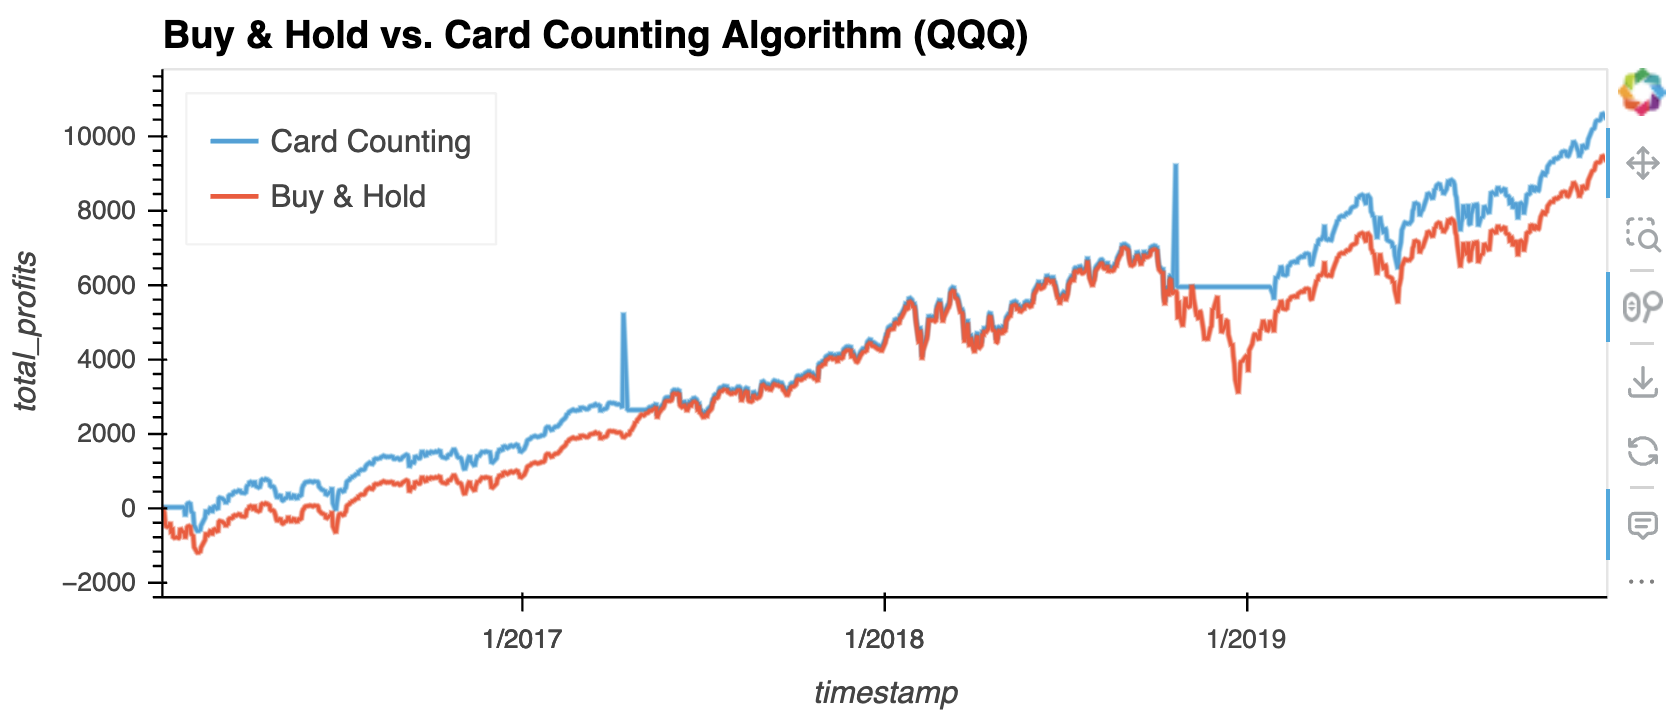 Buy & Hold vs. Card Counting Algorithm (QQQ)
Card Counting
Buy & Hold
10000
8000
6000
4000
2000
0
−2000
total_profits
1/2017
1/2018
1/2019
timestamp